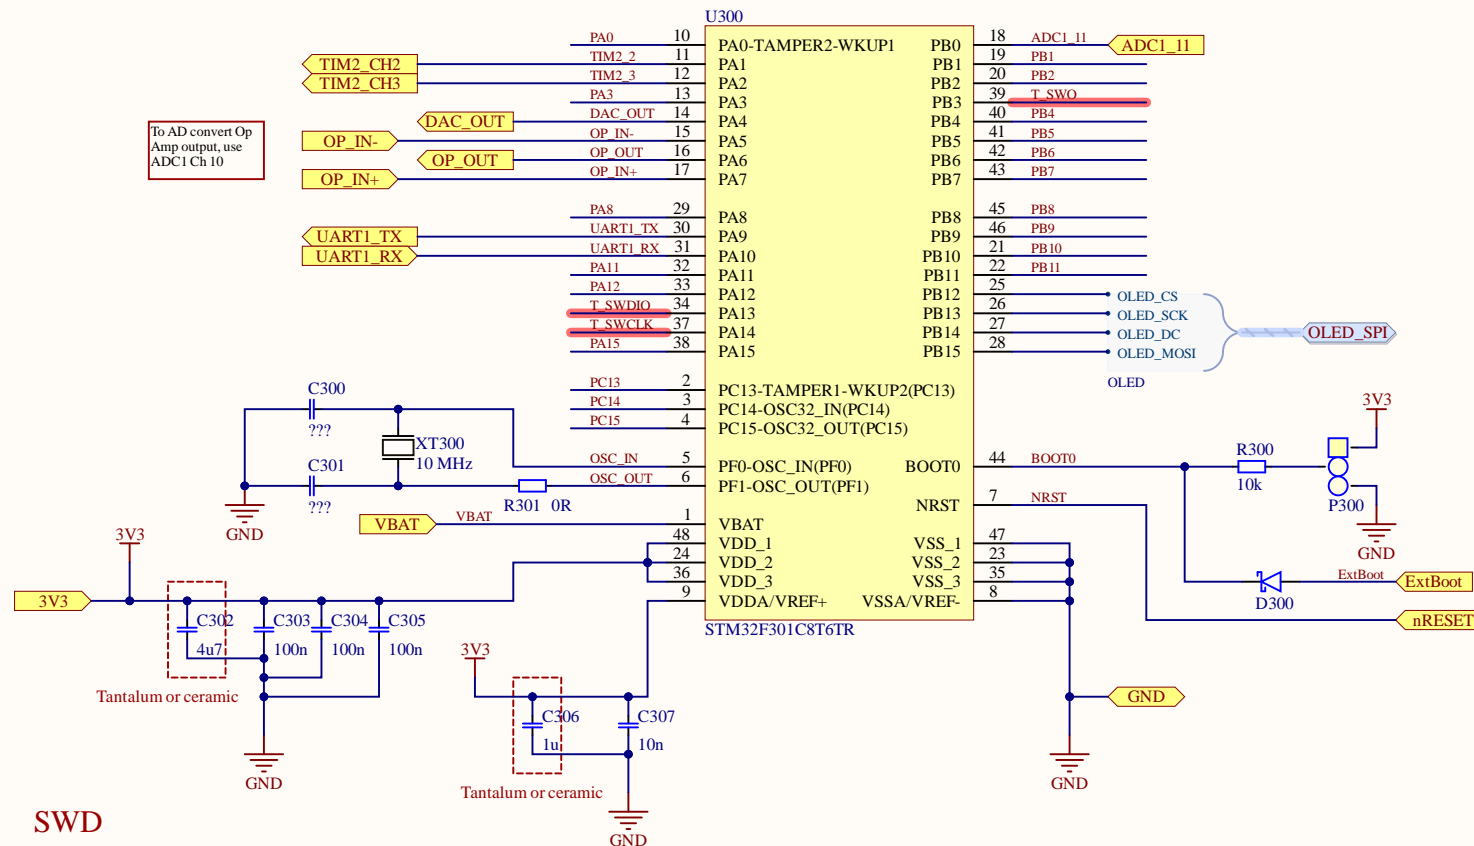 U300
PA0 10 PA0-TAMPER2-WKUP1 PB0 18 ADC1_11 ADC1_11
TIM2_CH2 TIM2_2 11 PA1 PB1 19 PB1
TIM2_CH3 TIM2_3 12 PA2 PB2 20 PB2
PA3 13 PA3 PB3 39 T_SWO
DAC_OUT DAC_OUT 14 PA4 PB4 40 PB4
OP_IN- OP_IN- 15 PA5 PB5 41 PB5
OP_OUT OP_OUT 16 PA6 PB6 42 PB6
OP_IN+ OP_IN+ 17 PA7 PB7 43 PB7
To AD convert Op
Amp output, use
ADC1 Ch 10
PA8 29 PA8 PB8 45 PB8
UART1_TX UART1_TX 30 PA9 PB9 46 PB9
UART1_RX UART1_RX 31 PA10 PB10 21 PB10
PA11 32 PA11 PB11 22 PB11
PA12 33 PA12 PB12 25 OLED_CS
T_SWDIO 34 PA13 PB13 26 OLED_SCK
T_SWCLK 37 PA14 PB14 27 OLED_DC OLED_SPI
PA15 38 PA15 PB15 28 OLED_MOSI
OLED
PC13 2 PC13-TAMPER1-WKUP2(PC13)
PC14 3 PC14-OSC32_IN(PC14)
PC15 4 PC15-OSC32_OUT(PC15)
C300
???
XT300
10 MHz
C301
???
GND
OSC_IN 5 PF0-OSC_IN(PF0) BOOT0 44 BOOT0
OSC_OUT 6 PF1-OSC_OUT(PF1)
R301 0R
R300
10k
3V3
P300
GND
NRST 7 NRST
VBAT VBAT 1 VBAT
48 VDD_1 VSS_1 47
24 VDD_2 VSS_2 23
36 VDD_3 VSS_3 35
9 VDDA/VREF+ VSSA/VREF- 8
STM32F301C8T6TR
ExtBoot ExtBoot
D300
nRESET
3V3
3V3
C302 C303 C304 C305
4u7 100n 100n 100n
Tantalum or ceramic
GND
3V3
C306 C307
1u 10n
Tantalum or ceramic
GND
GND
GND
SWD